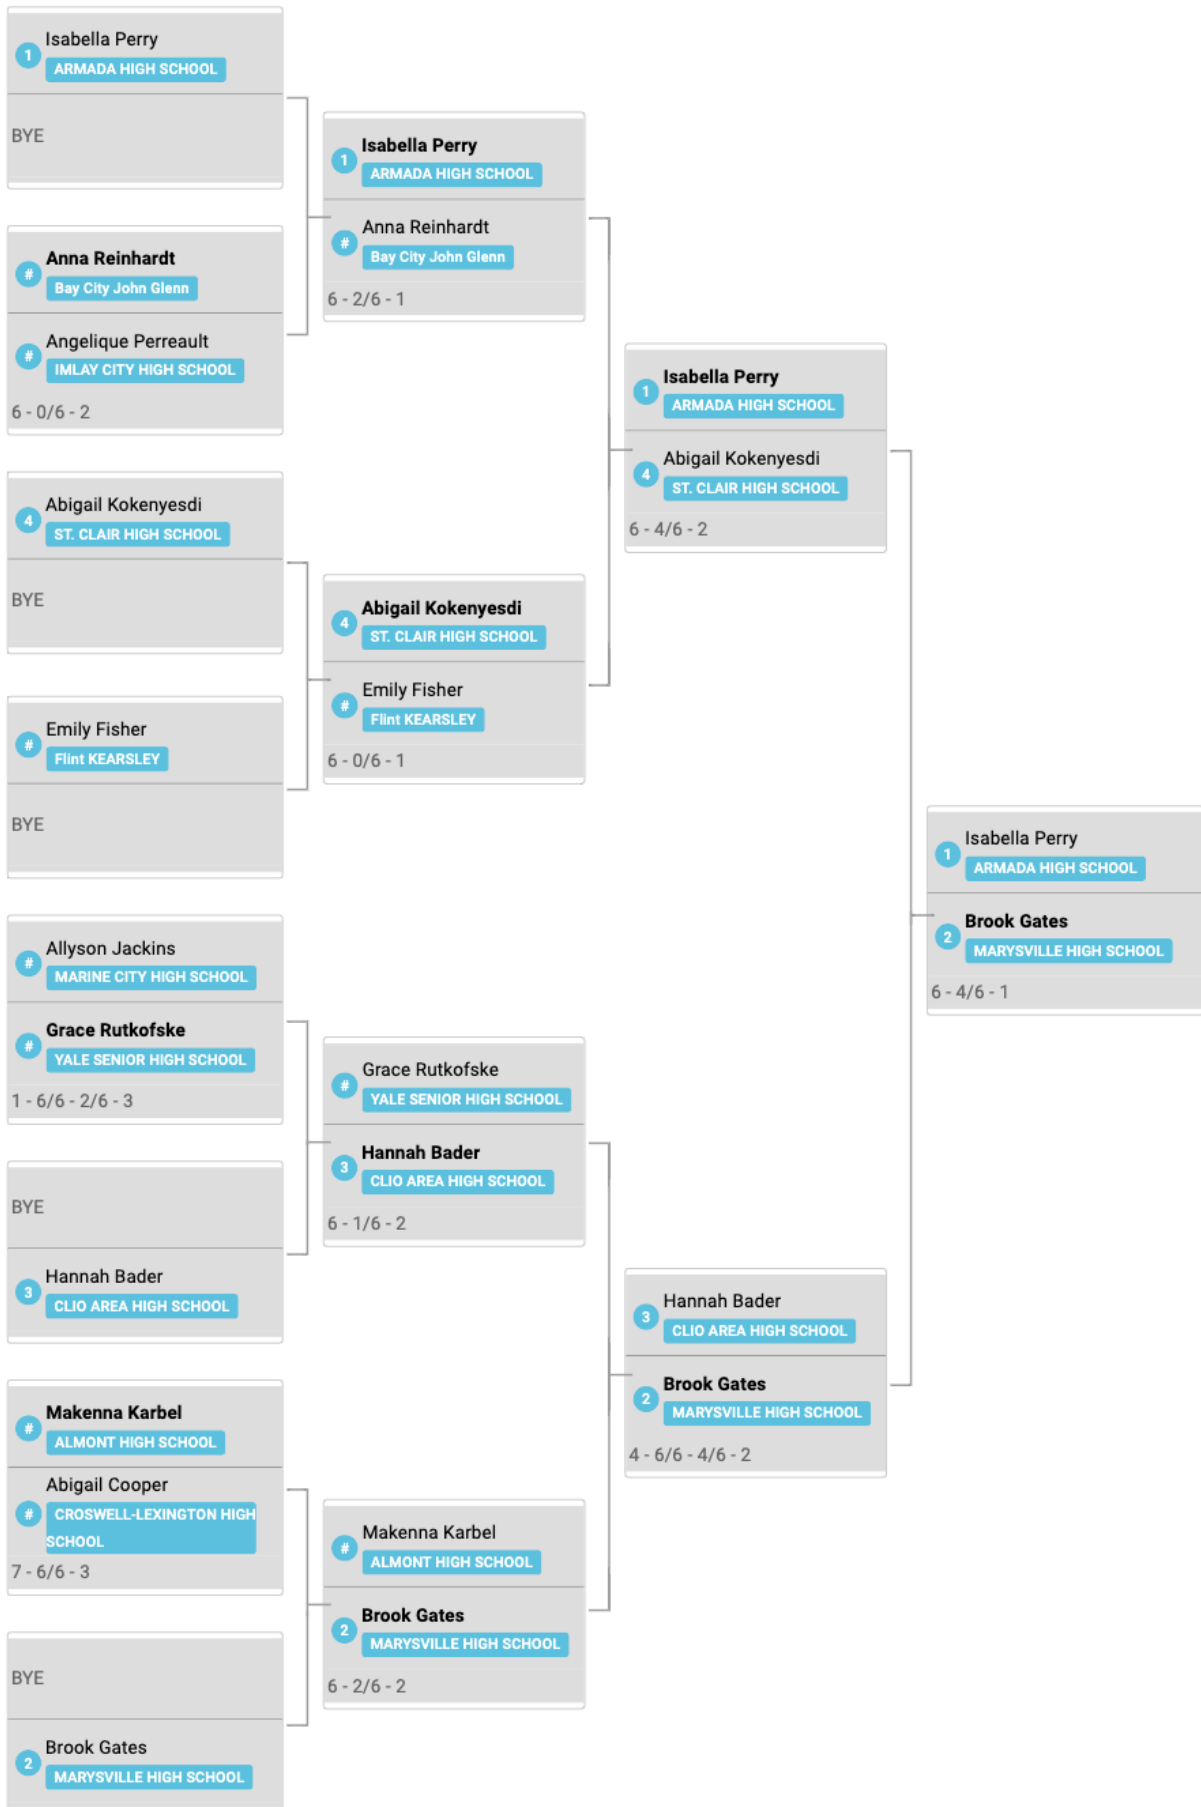 Isabella Perry
1
ARMADA HIGH SCHOOL
BYE
Anna Reinhardt
#
Bay City John Glenn
Angelique Perreault
#
IMLAY CITY HIGH SCHOOL
6 - 0/6 - 2
Abigail Kokenyesdi
4
ST. CLAIR HIGH SCHOOL
BYE
Emily Fisher
#
Flint KEARSLEY
BYE
Allyson Jackins
#
MARINE CITY HIGH SCHOOL
Grace Rutkofske
#
YALE SENIOR HIGH SCHOOL
1 - 6/6 - 2/6 - 3
BYE
Hannah Bader
3
CLIO AREA HIGH SCHOOL
Makenna Karbel
#
ALMONT HIGH SCHOOL
Abigail Cooper
#
CROSWELL-LEXINGTON HIGH
SCHOOL
7 - 6/6 - 3
BYE
Brook Gates
2
MARYSVILLE HIGH SCHOOL
Isabella Perry
1
ARMADA HIGH SCHOOL
Anna Reinhardt
#
Bay City John Glenn
6 - 2/6 - 1
Abigail Kokenyesdi
4
ST. CLAIR HIGH SCHOOL
Emily Fisher
#
Flint KEARSLEY
6 - 0/6 - 1
Grace Rutkofske
#
YALE SENIOR HIGH SCHOOL
Hannah Bader
3
CLIO AREA HIGH SCHOOL
6 - 1/6 - 2
Makenna Karbel
#
ALMONT HIGH SCHOOL
Brook Gates
2
MARYSVILLE HIGH SCHOOL
6 - 2/6 - 2
Isabella Perry
1
ARMADA HIGH SCHOOL
Abigail Kokenyesdi
4
ST. CLAIR HIGH SCHOOL
6 - 4/6 - 2
Hannah Bader
3
CLIO AREA HIGH SCHOOL
Brook Gates
2
MARYSVILLE HIGH SCHOOL
4 - 6/6 - 4/6 - 2
Isabella Perry
1
ARMADA HIGH SCHOOL
Brook Gates
2
MARYSVILLE HIGH SCHOOL
6 - 4/6 - 1